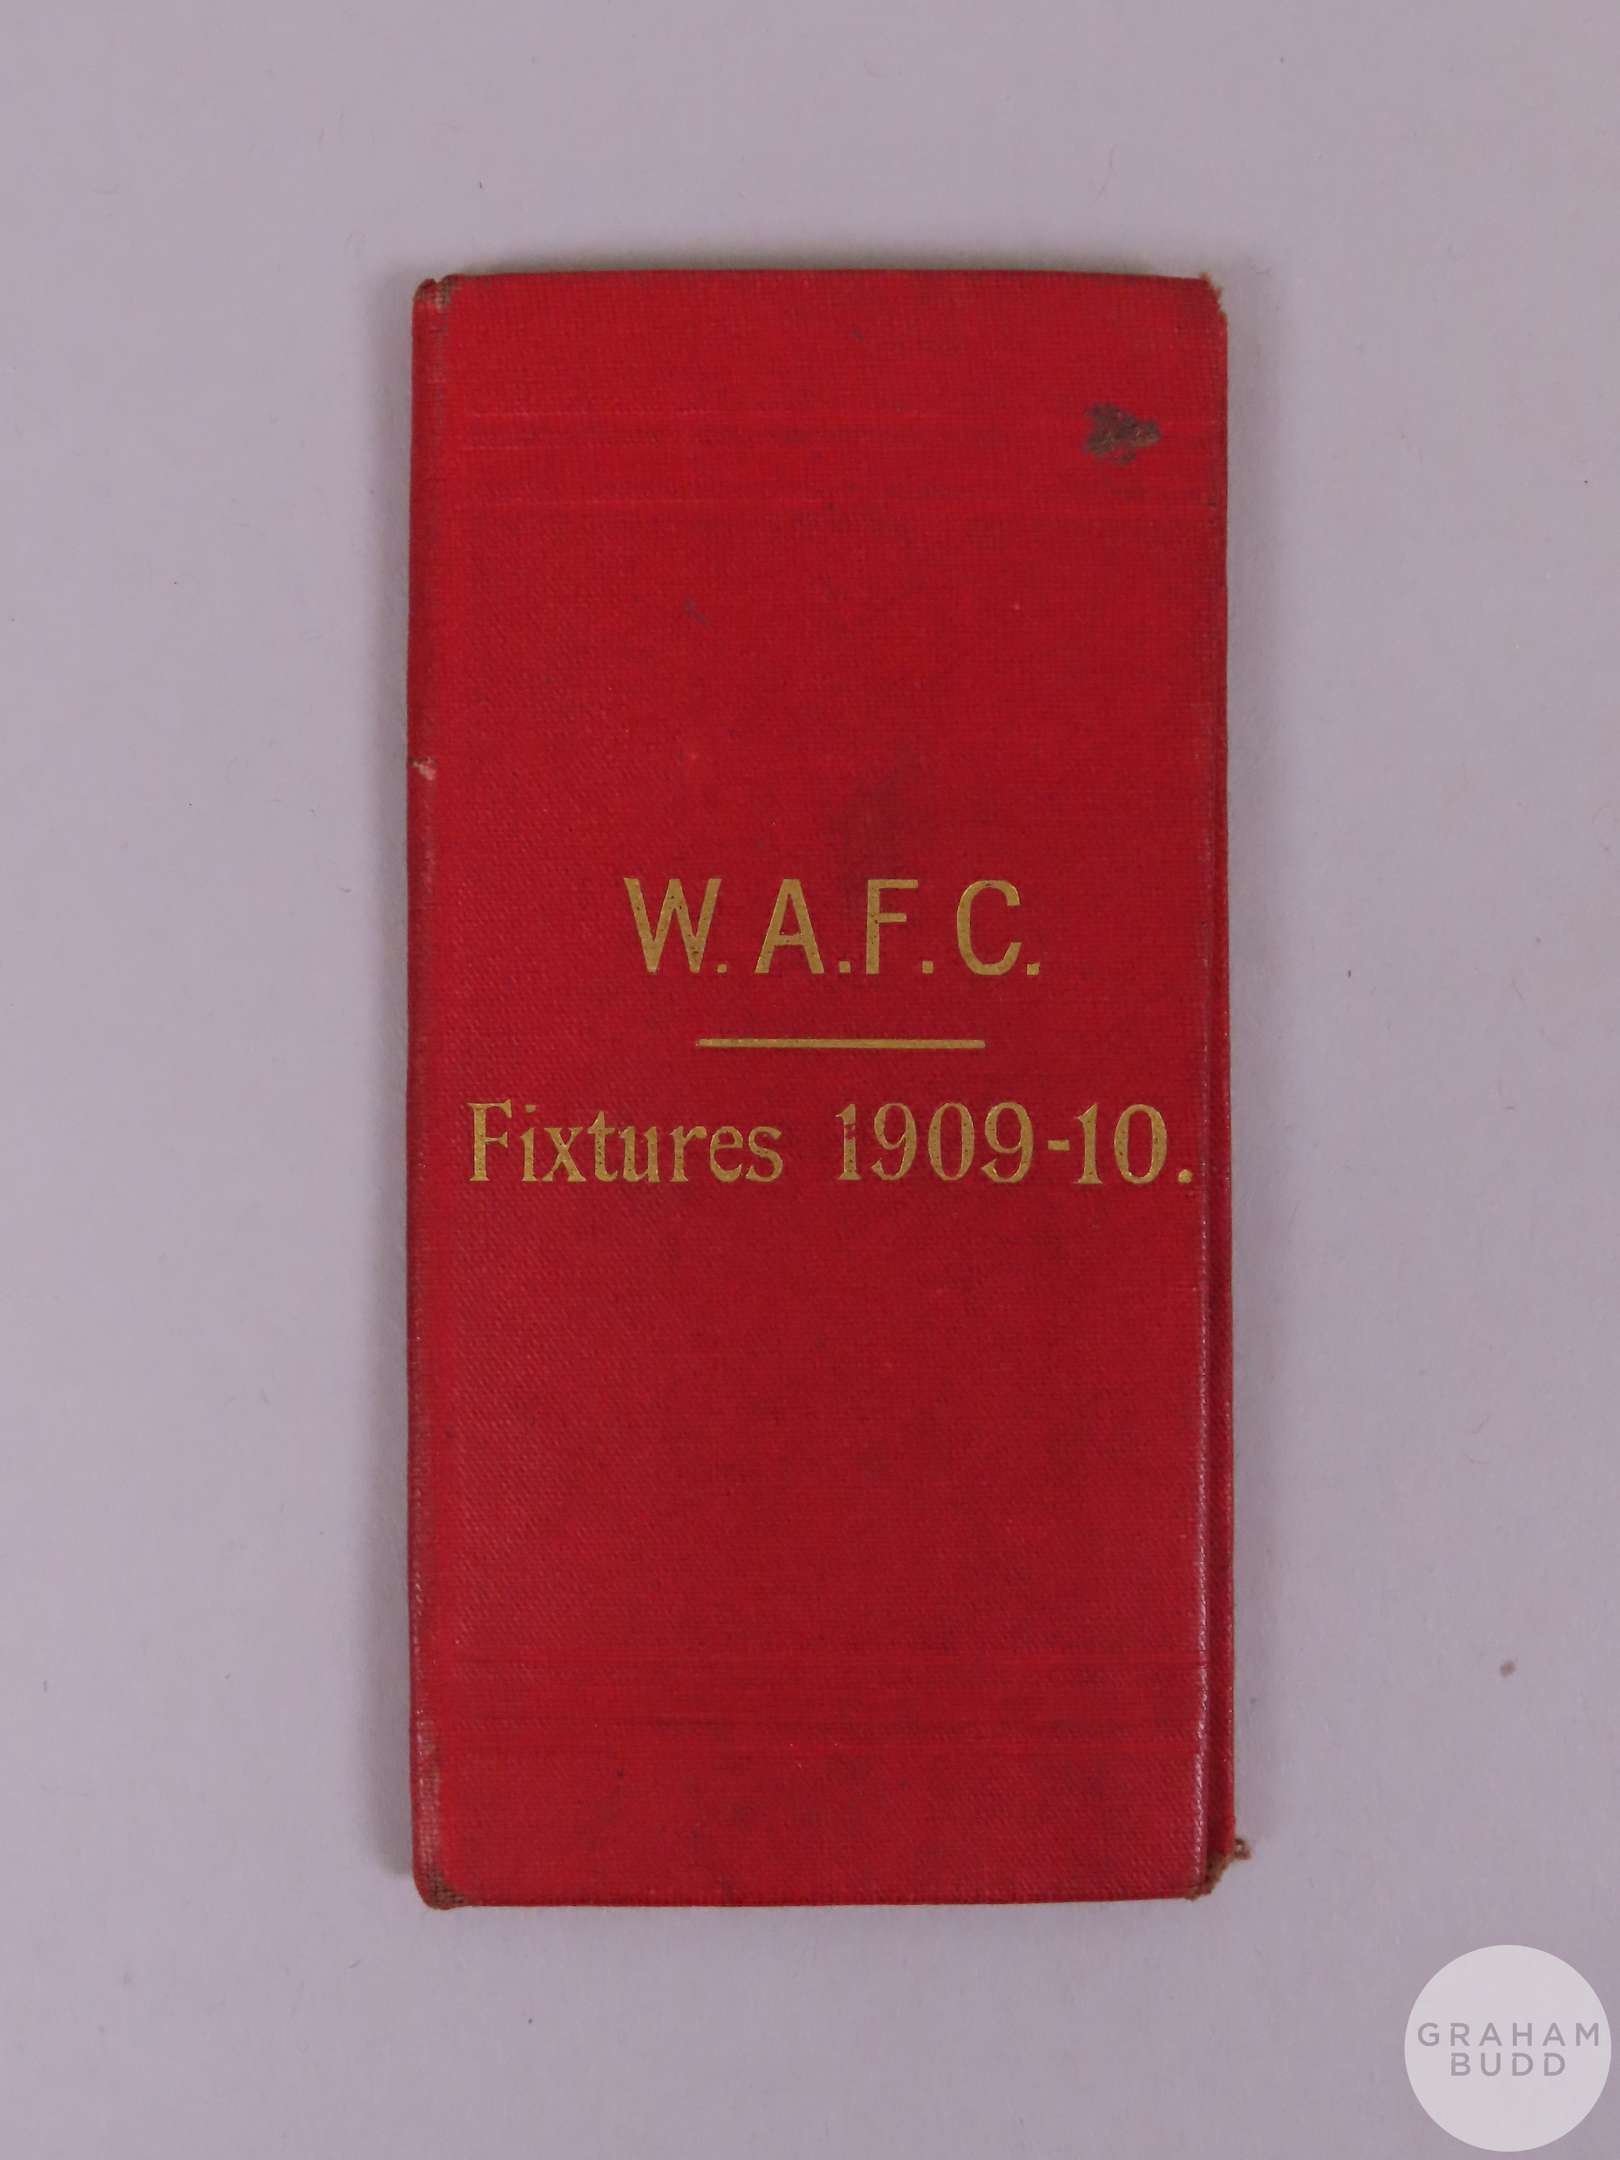 W.A.F.C.
Fixtures 1909-10.
GRAHAM
BUDD